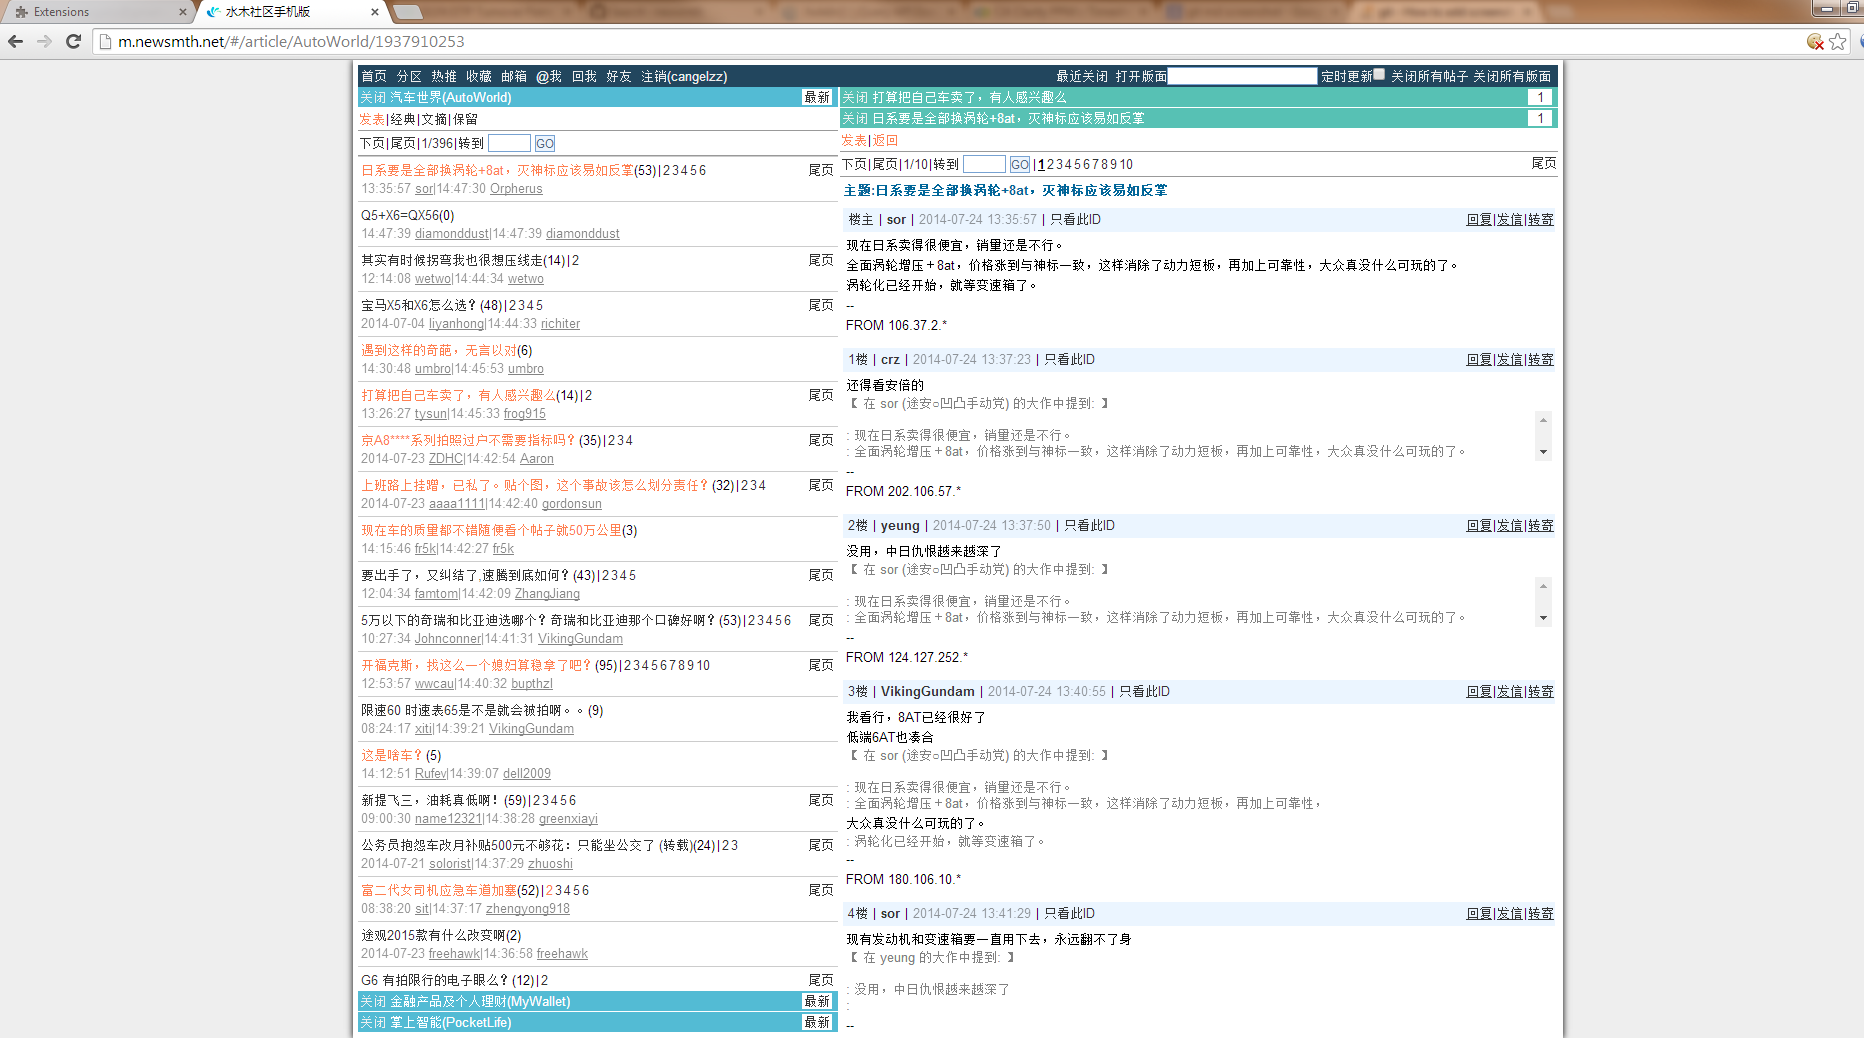 Extensions
水木社区手机版
m.newsmth.net/#/article/AutoWorld/1937910253
首页 分区 热推 收藏 邮箱 @我 回我 好友 注销(cangelzz)
最近关闭 打开版面 定时更新 关闭所有帖子 关闭所有版面
关闭 汽车世界(AutoWorld) 最新
发表|经典|文摘|保留
下页|尾页|1/396|转到 GO
日系要是全部换涡轮+8at，灭神标应该易如反掌(53)|2 3 4 5 6 尾页
13:35:57 sor|14:47:30 Orpherus
Q5+X6=QX56(0)
14:47:39 diamonddust|14:47:39 diamonddust
其实有时候拐弯我也很想压线走(14)|2 尾页
12:14:08 wetwo|14:44:34 wetwo
宝马X5和X6怎么选？(48)|2 3 4 5 尾页
2014-07-04 liyanhong|14:44:33 richiter
遇到这样的奇葩，无言以对(6)
14:30:48 umbro|14:45:53 umbro
打算把自己车卖了，有人感兴趣么(14)|2 尾页
13:26:27 tysun|14:45:33 frog915
京A8****系列拍照过户不需要指标吗？(35)|2 3 4 尾页
2014-07-23 ZDHC|14:42:54 Aaron
上班路上挂噌，已私了。贴个图，这个事故该怎么划分责任？(32)|2 3 4 尾页
2014-07-23 aaaa1111|14:42:40 gordonsun
现在车的质量都不错随便看个帖子就50万公里(3)
14:15:46 fr5k|14:42:27 fr5k
要出手了，又纠结了,速腾到底如何？(43)|2 3 4 5 尾页
12:04:34 famtom|14:42:09 ZhangJiang
5万以下的奇瑞和比亚迪选哪个？奇瑞和比亚迪那个口碑好啊？(53)|2 3 4 5 6 尾页
10:27:34 Johnconner|14:41:31 VikingGundam
开福克斯，找这么一个媳妇算稳拿了吧？(95)|2 3 4 5 6 7 8 9 10 尾页
12:53:57 wwcau|14:40:32 bupthzl
限速60 时速表65是不是就会被拍啊。。(9)
08:24:17 xiti|14:39:21 VikingGundam
这是啥车？(5)
14:12:51 Rufev|14:39:07 dell2009
新提飞三，油耗真低啊！(59)|2 3 4 5 6 尾页
09:00:30 name12321|14:38:28 greenxiayi
公务员抱怨车改月补贴500元不够花：只能坐公交了 (转载)(24)|2 3 尾页
2014-07-21 solorist|14:37:29 zhuoshi
富二代女司机应急车道加塞(52)|2 3 4 5 6 尾页
08:38:20 sit|14:37:17 zhengyong918
途观2015款有什么改变啊(2)
2014-07-23 freehawk|14:36:58 freehawk
G6 有拍限行的电子眼么？(12)|2 尾页
关闭 金融产品及个人理财(MyWallet) 最新
关闭 掌上智能(PocketLife) 最新
关闭 打算把自己车卖了，有人感兴趣么 1
关闭 日系要是全部换涡轮+8at，灭神标应该易如反掌 1
发表|返回
下页|尾页|1/10|转到 GO |1 2 3 4 5 6 7 8 9 10 尾页
主题:日系要是全部换涡轮+8at，灭神标应该易如反掌
楼主 | sor | 2014-07-24 13:35:57 | 只看此ID 回复|发信|转寄
现在日系卖得很便宜，销量还是不行。
全面涡轮增压＋8at，价格涨到与神标一致，这样消除了动力短板，再加上可靠性，大众真没什么可玩的了。
涡轮化已经开始，就等变速箱了。
--
FROM 106.37.2.*
1楼 | crz | 2014-07-24 13:37:23 | 只看此ID 回复|发信|转寄
还得看安倍的
【 在 sor (途安○凹凸手动党) 的大作中提到: 】
: 现在日系卖得很便宜，销量还是不行。
: 全面涡轮增压＋8at，价格涨到与神标一致，这样消除了动力短板，再加上可靠性，大众真没什么可玩的了。
--
FROM 202.106.57.*
2楼 | yeung | 2014-07-24 13:37:50 | 只看此ID 回复|发信|转寄
没用，中日仇恨越来越深了
【 在 sor (途安○凹凸手动党) 的大作中提到: 】
: 现在日系卖得很便宜，销量还是不行。
: 全面涡轮增压＋8at，价格涨到与神标一致，这样消除了动力短板，再加上可靠性，大众真没什么可玩的了。
--
FROM 124.127.252.*
3楼 | VikingGundam | 2014-07-24 13:40:55 | 只看此ID 回复|发信|转寄
我看行，8AT已经很好了
低端6AT也凑合
【 在 sor (途安○凹凸手动党) 的大作中提到: 】
: 现在日系卖得很便宜，销量还是不行。
: 全面涡轮增压＋8at，价格涨到与神标一致，这样消除了动力短板，再加上可靠性，
大众真没什么可玩的了。
: 涡轮化已经开始，就等变速箱了。
--
FROM 180.106.10.*
4楼 | sor | 2014-07-24 13:41:29 | 只看此ID 回复|发信|转寄
现有发动机和变速箱要一直用下去，永远翻不了身
【 在 yeung 的大作中提到: 】
: 没用，中日仇恨越来越深了
:
--